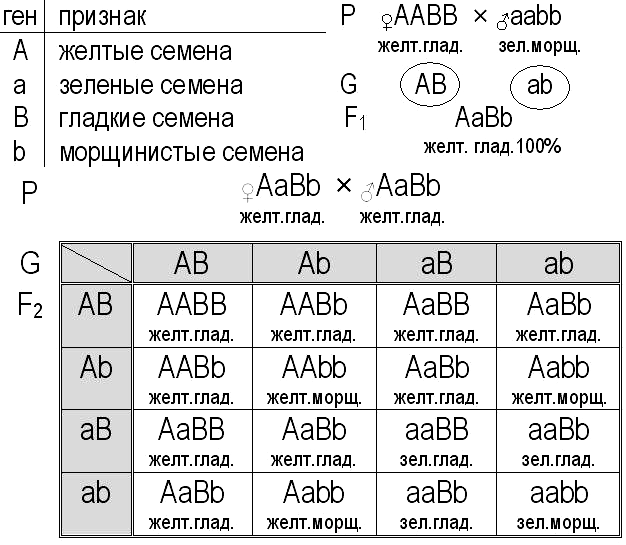 ген признак P ♀AABB × ♂aabb
A желтые семена желт.глад. зел.морщ.
a зеленые семена G AB ab
B гладкие семена F₁ AaBb
b морщинистые семена желт. глад.100%
P ♀AaBb × ♂AaBb
желт.глад. желт.глад.
G AB Ab aB ab
F₂ AB AABB AABb AaBB AaBb
желт.глад. желт.глад. желт.глад. желт.глад.
Ab AABb AAbb AaBb Aabb
желт.глад. желт.морщ. желт.глад. желт.морщ.
aB AaBB AaBb aaBB aaBb
желт.глад. желт.глад. зел.глад. зел.глад.
ab AaBb Aabb aaBb aabb
желт.глад. желт.морщ. зел.глад. зел.морщ.